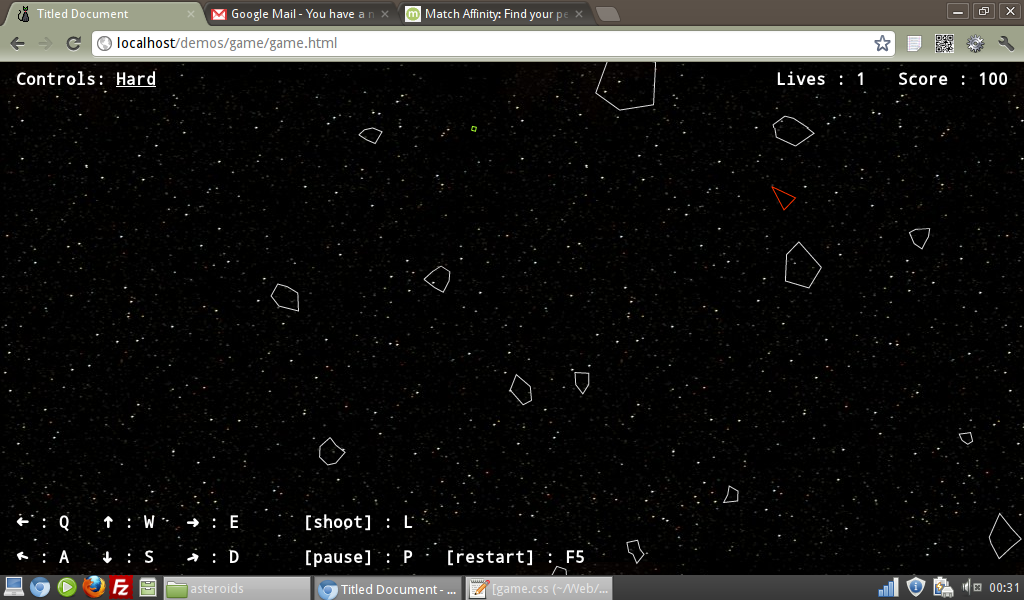 Titled Document
Google Mail - You have a n
Match Affinity: Find your pe
localhost/demos/game/game.html
Controls: Hard
Lives : 1 Score : 100
← : Q ↑ : W → : E [shoot] : L
↖ : A ↓ : S ↗ : D [pause] : P [restart] : F5
asteroids
Titled Document - ...
[game.css (~/Web/...
00:31